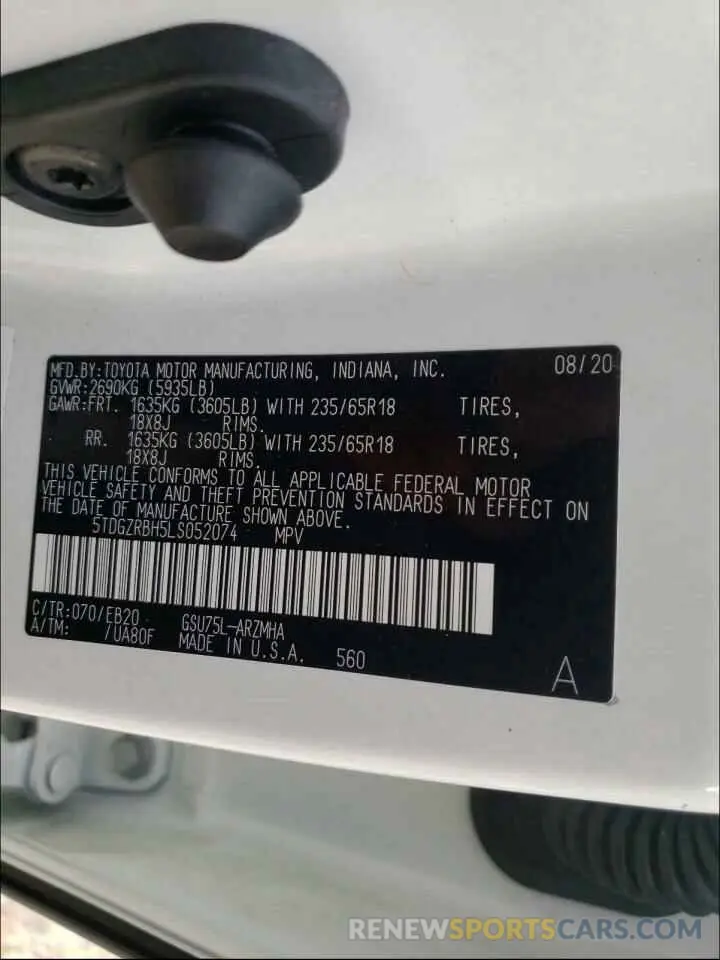 MFD.BY:TOYOTA MOTOR MANUFACTURING, INDIANA, INC. 08/20
GVWR:2690KG (5935LB)
GAWR:FRT. 1635KG (3605LB) WITH 235/65R18 TIRES,
18X8J RIMS.
RR. 1635KG (3605LB) WITH 235/65R18 TIRES,
18X8J RIMS.
THIS VEHICLE CONFORMS TO ALL APPLICABLE FEDERAL MOTOR
VEHICLE SAFETY AND THEFT PREVENTION STANDARDS IN EFFECT ON
THE DATE OF MANUFACTURE SHOWN ABOVE.
5TDGZRBH5LS052074 MPV
C/TR:070/EB20 GSU75L-ARZMHA
A/TM: /UA80F MADE IN U.S.A. 560
A
RENEWSPORTSCARS.COM